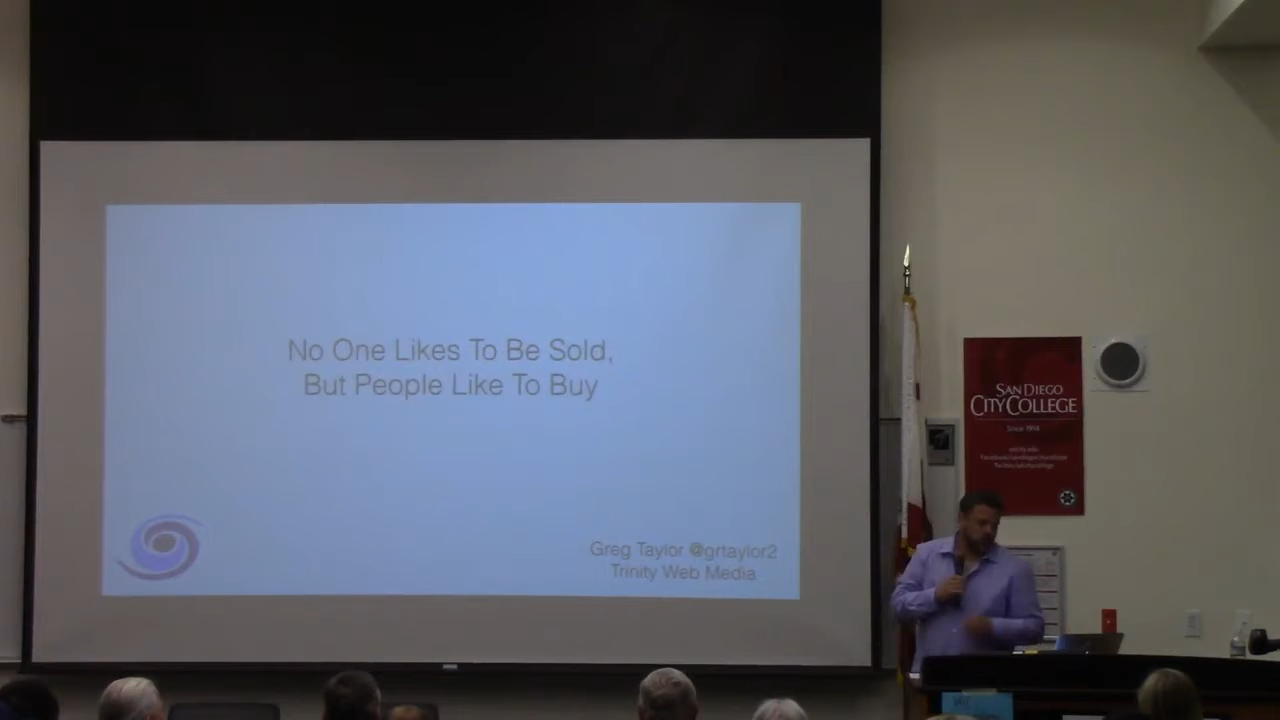 No One Likes To Be Sold,
But People Like To Buy
Greg Taylor @grtaylor2
Trinity Web Media
SAN DIEGO
CITY COLLEGE
Since 1914